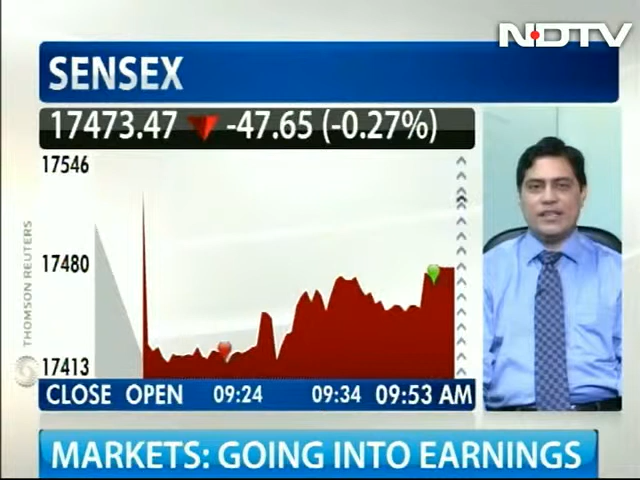 NDTV
SENSEX
17473.47 -47.65 (-0.27%)
17546
17480
17413
THOMSON REUTERS
CLOSE OPEN 09:24 09:34 09:53 AM
MARKETS: GOING INTO EARNINGS